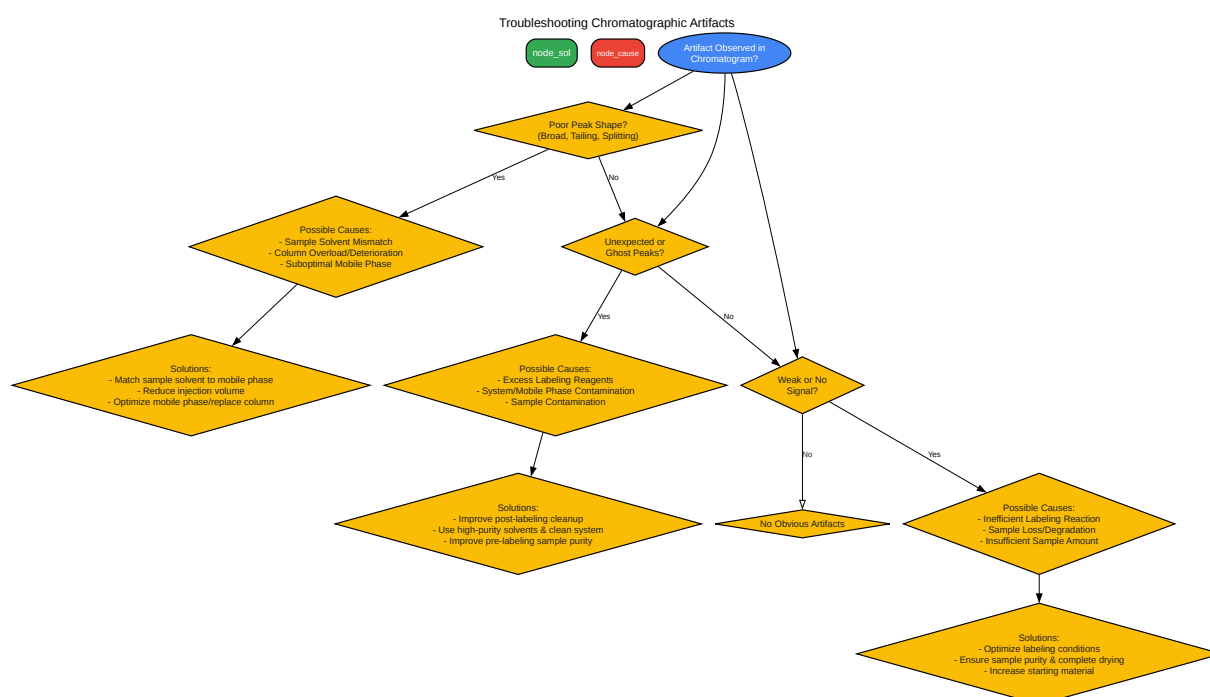 Troubleshooting Chromatographic Artifacts
node_sol
node_cause
Artifact Observed in
Chromatogram?
Poor Peak Shape?
(Broad, Tailing, Splitting)
Yes
No
Possible Causes:
- Sample Solvent Mismatch
- Column Overload/Deterioration
- Suboptimal Mobile Phase
Unexpected or
Ghost Peaks?
Yes
No
Solutions:
- Match sample solvent to mobile phase
- Reduce injection volume
- Optimize mobile phase/replace column
Possible Causes:
- Excess Labeling Reagents
- System/Mobile Phase Contamination
- Sample Contamination
Weak or No
Signal?
No
Yes
Solutions:
- Improve post-labeling cleanup
- Use high-purity solvents & clean system
- Improve pre-labeling sample purity
No Obvious Artifacts
Possible Causes:
- Inefficient Labeling Reaction
- Sample Loss/Degradation
- Insufficient Sample Amount
Solutions:
- Optimize labeling conditions
- Ensure sample purity & complete drying
- Increase starting material